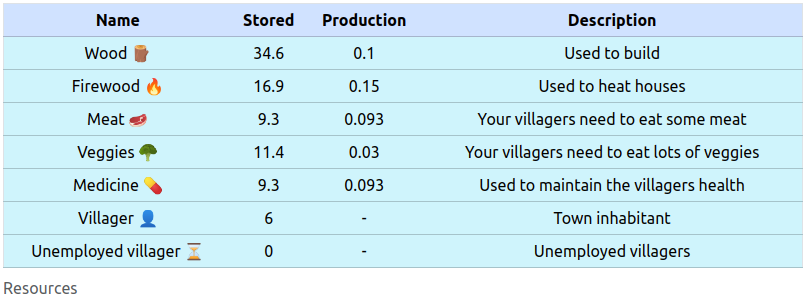 Name Stored Production Description
Wood 🪵 34.6 0.1 Used to build
Firewood 🔥 16.9 0.15 Used to heat houses
Meat 🥩 9.3 0.093 Your villagers need to eat some meat
Veggies 🥦 11.4 0.03 Your villagers need to eat lots of veggies
Medicine 💊 9.3 0.093 Used to maintain the villagers health
Villager 👤 6 - Town inhabitant
Unemployed villager ⏳ 0 - Unemployed villagers
Resources